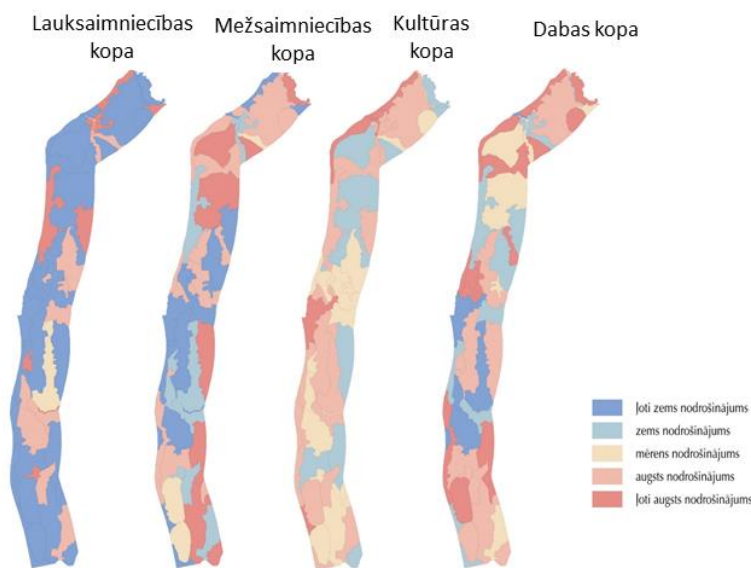 Lauksaimniecības
kopa
Mežsaimniecības
kopa
Kultūras
kopa
Dabas kopa
ļoti zems nodrošinājums
zems nodrošinājums
mērens nodrošinājums
augsts nodrošinājums
ļoti augsts nodrošinājums